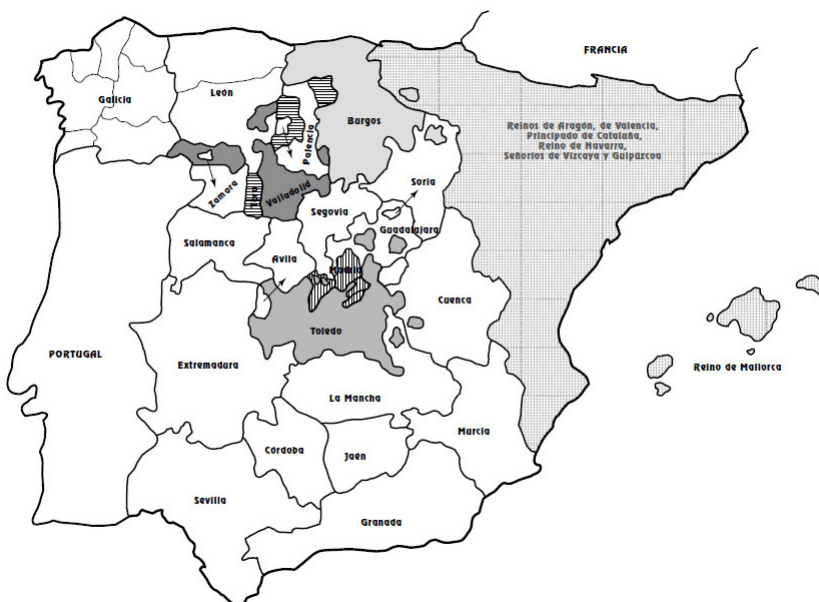 FRANCIA
León
Galicia
Burgos
Reinos de Aragón, de Valencia,
Principado de Cataluña,
Reino de Navarra,
Señoríos de Vizcaya y Guipúzcoa
Palencia
Zamora
Toro
Valladolid
Soria
Segovia
Guadalajara
Salamanca
Avila
Madrid
Cuenca
Toledo
PORTUGAL
Extremadura
Reino de Mallorca
La Mancha
Murcia
Córdoba
Jaén
Sevilla
Granada